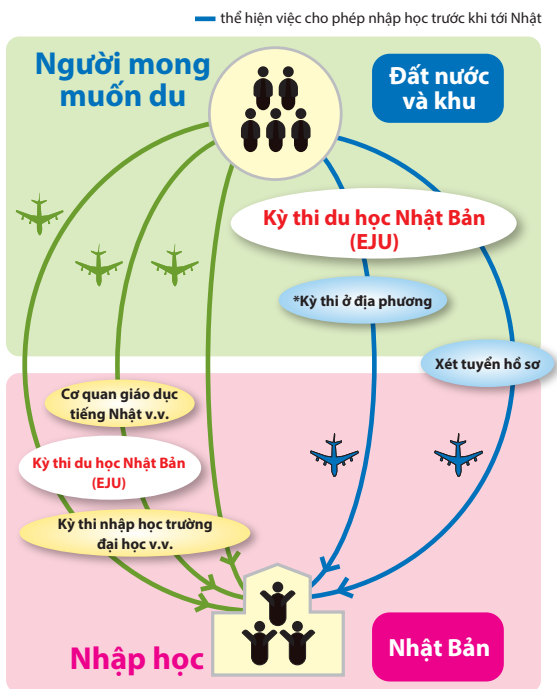 thể hiện việc cho phép nhập học trước khi tới Nhật
Người mong
muốn du
Đất nước
và khu
Kỳ thi du học Nhật Bản
(EJU)
*Kỳ thi ở địa phương
Xét tuyển hồ sơ
Cơ quan giáo dục
tiếng Nhật v.v.
Kỳ thi du học Nhật Bản
(EJU)
Kỳ thi nhập học trường
đại học v.v.
Nhập học
Nhật Bản